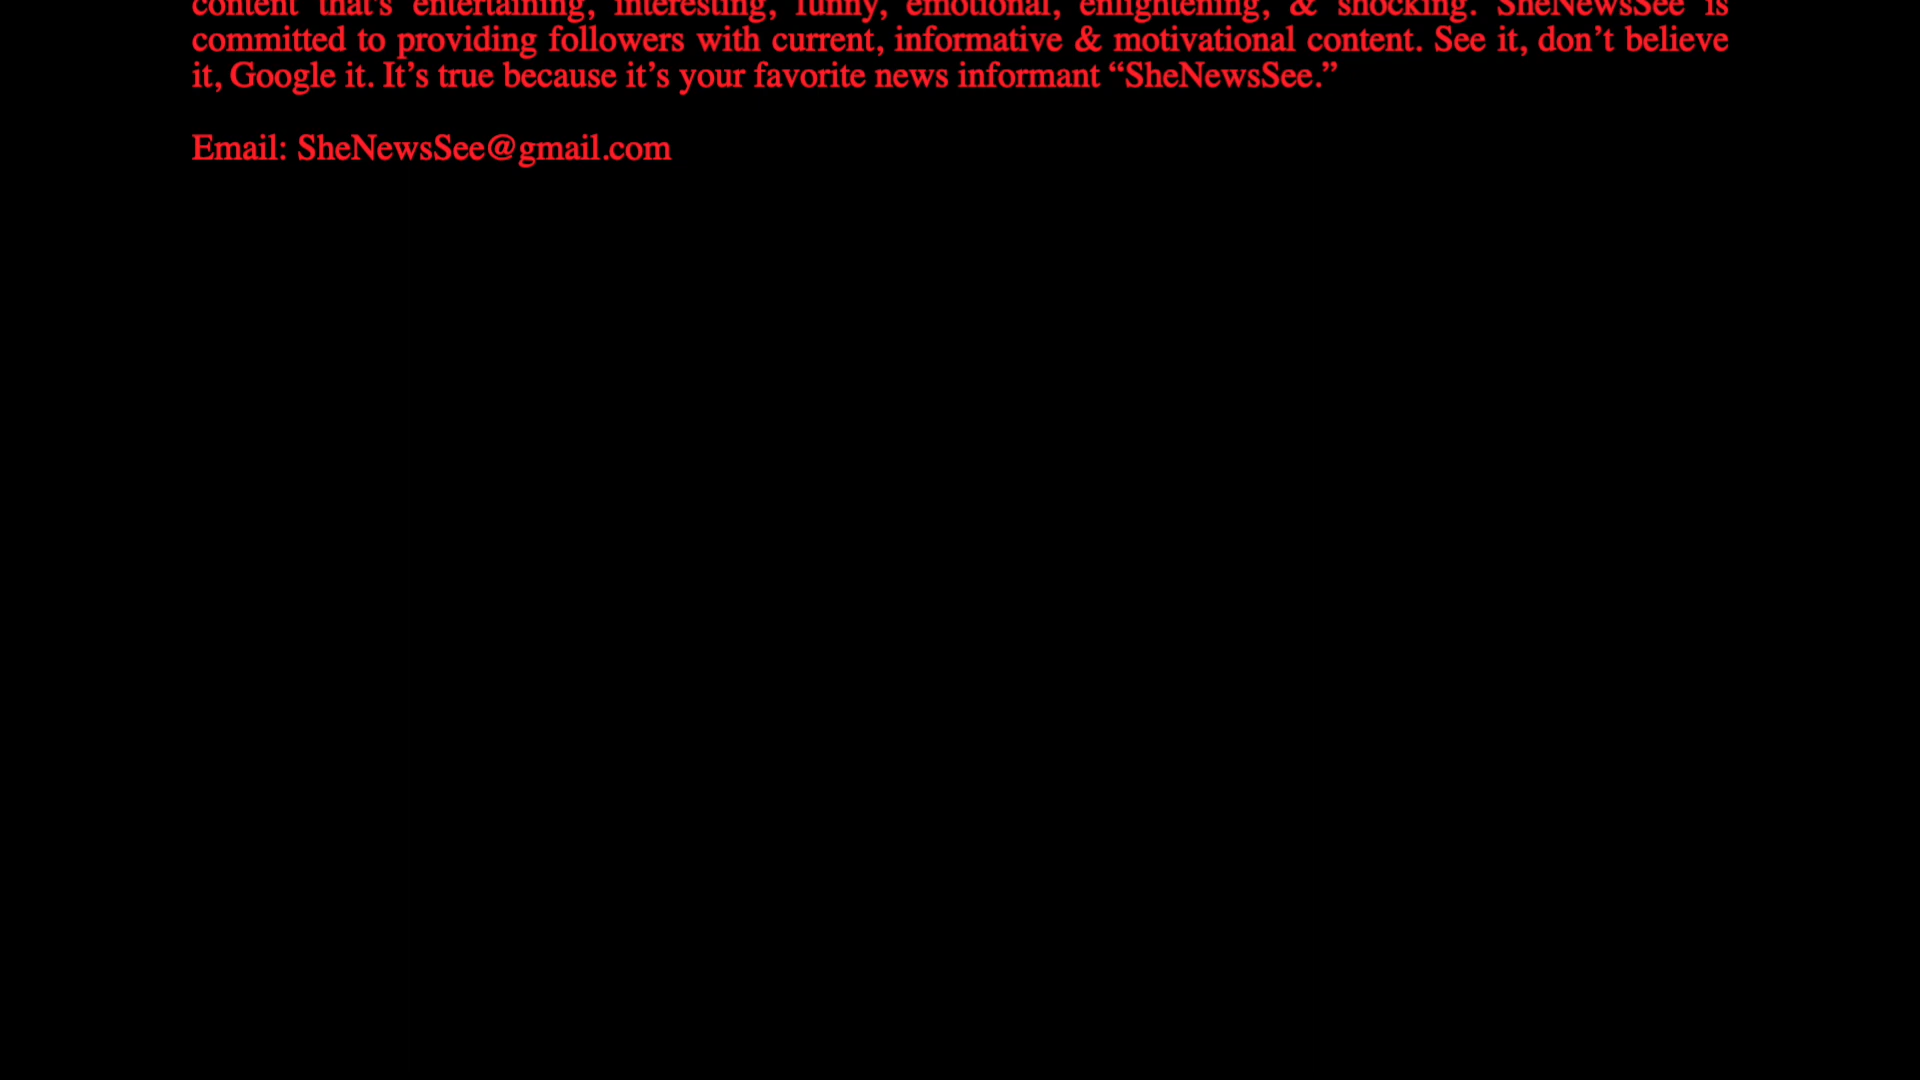 content that's entertaining, interesting, funny, emotional, enlightening, & shocking. SheNewsSee is
committed to providing followers with current, informative & motivational content. See it, don’t believe
it, Google it. It’s true because it’s your favorite news informant “SheNewsSee.”
Email: SheNewsSee@gmail.com